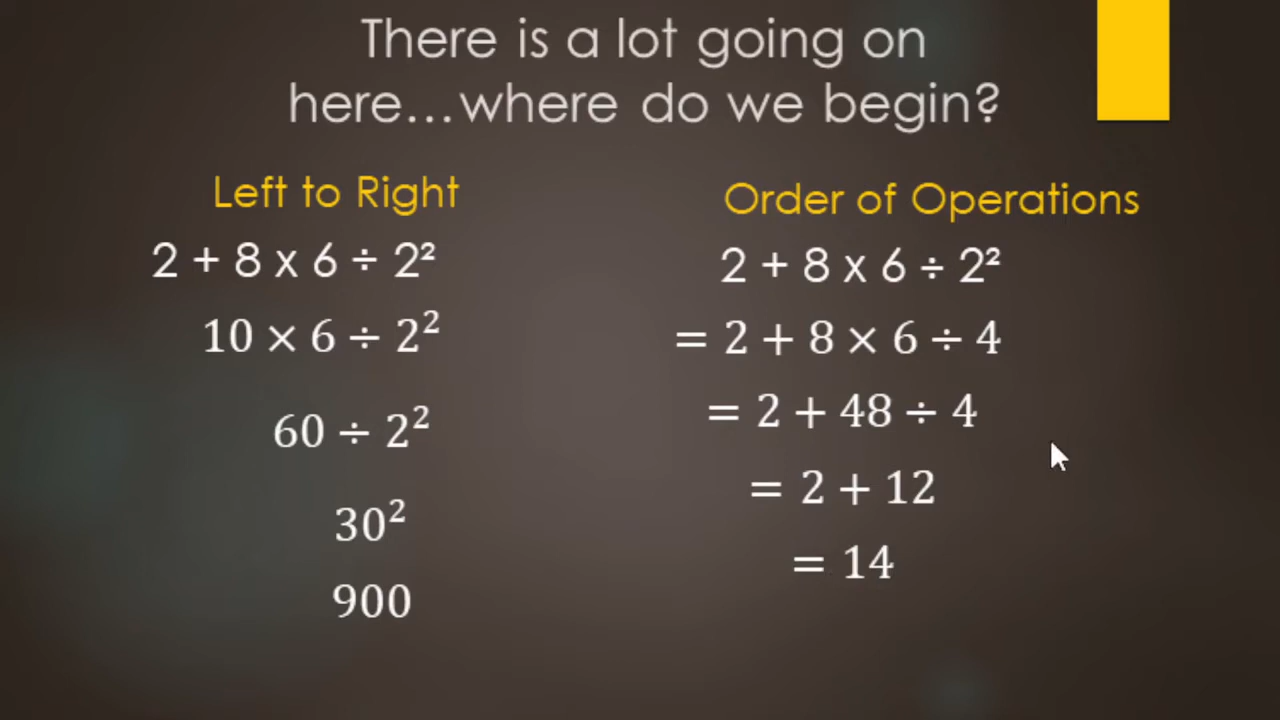 There is a lot going on
here...where do we begin?
Left to Right
2 + 8 x 6 ÷ 2²
10 × 6 ÷ 2²
60 ÷ 2²
30²
900
Order of Operations
2 + 8 x 6 ÷ 2²
= 2 + 8 × 6 ÷ 4
= 2 + 48 ÷ 4
= 2 + 12
= 14